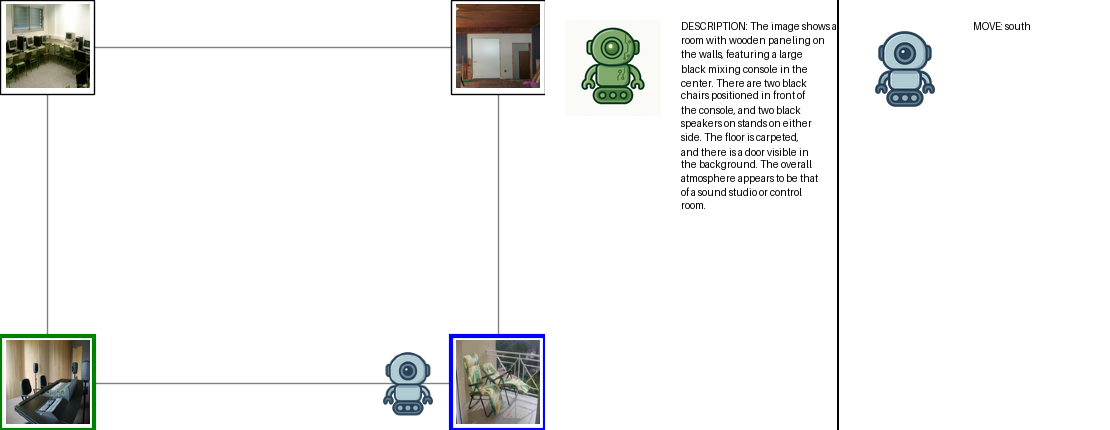 DESCRIPTION: The image shows a
room with wooden paneling on
the walls, featuring a large
black mixing console in the
center. There are two black
chairs positioned in front of
the console, and two black
speakers on stands on either
side. The floor is carpeted,
and there is a door visible in
the background. The overall
atmosphere appears to be that
of a sound studio or control
room.
MOVE: south